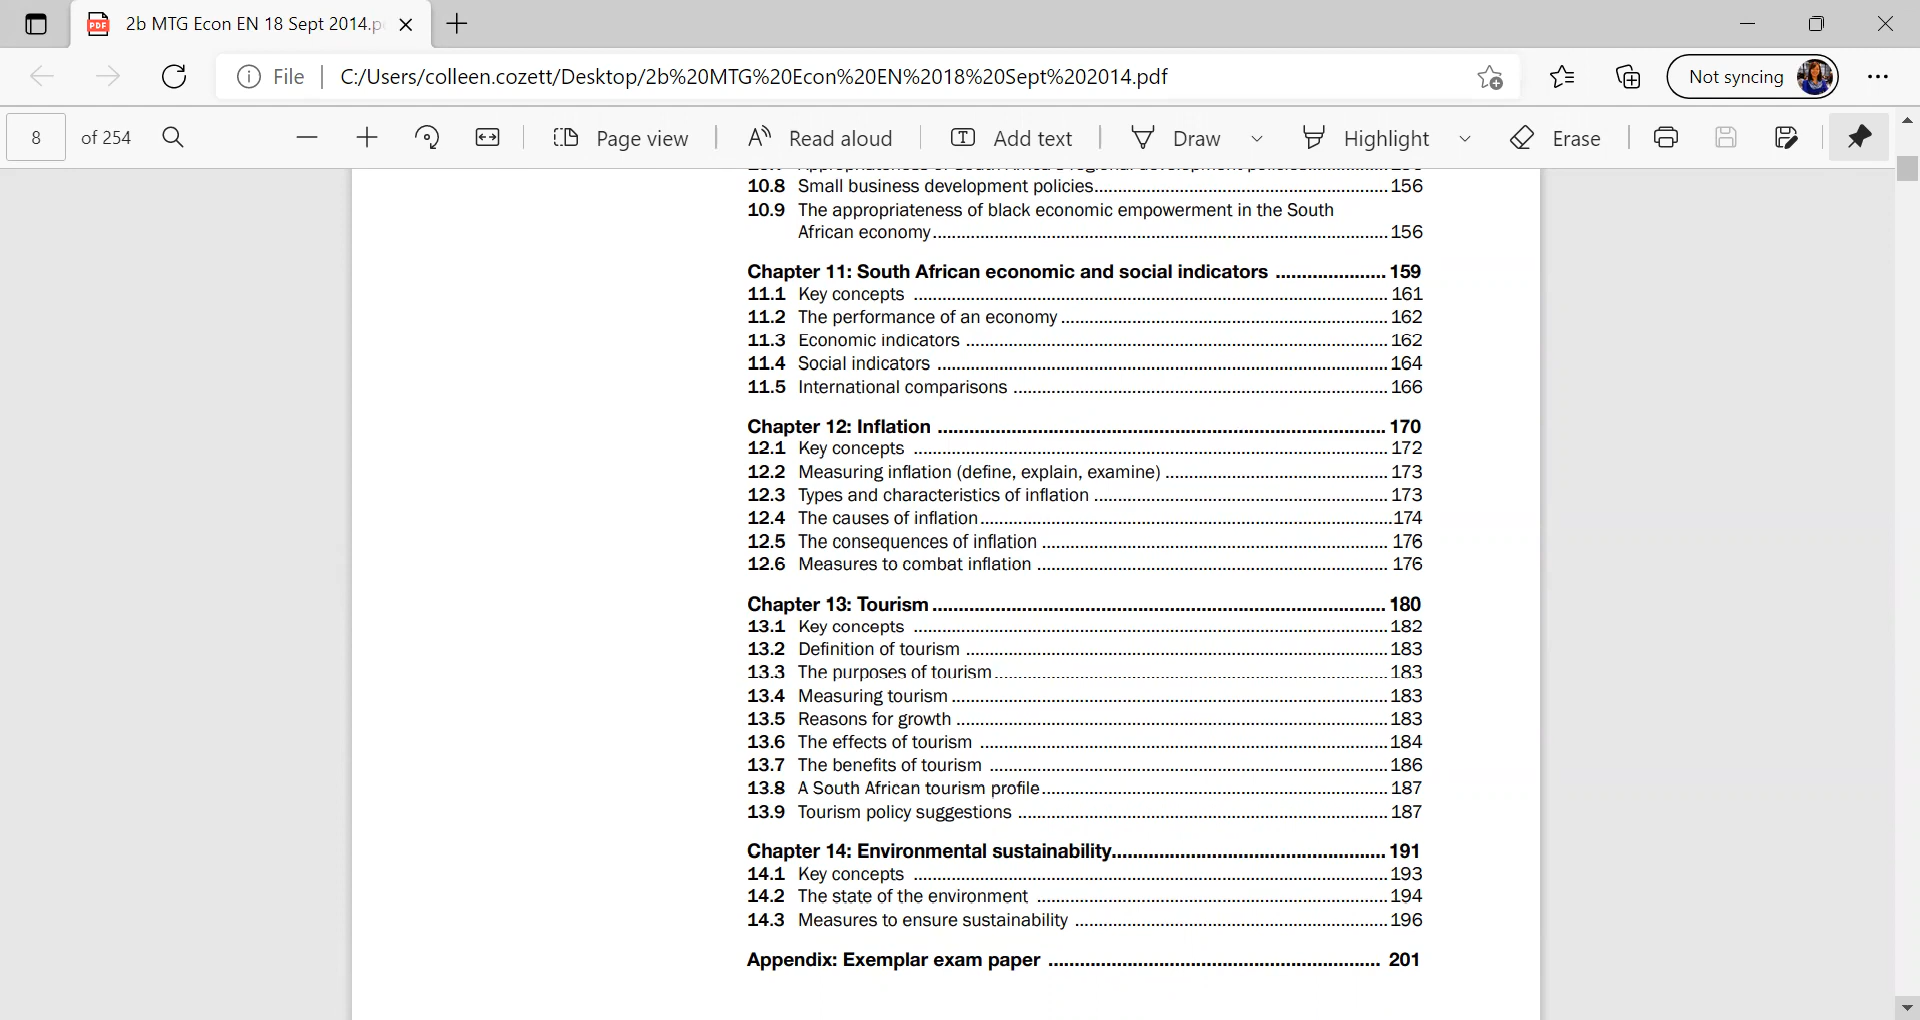 2b MTG Econ EN 18 Sept 2014.p
File C:/Users/colleen.cozett/Desktop/2b%20MTG%20Econ%20EN%2018%20Sept%202014.pdf Not syncing
8 of 254 Page view Read aloud Add text Draw Highlight Erase
10.8 Small business development policies 156
10.9 The appropriateness of black economic empowerment in the South
African economy 156
Chapter 11: South African economic and social indicators 159
11.1 Key concepts 161
11.2 The performance of an economy 162
11.3 Economic indicators 162
11.4 Social indicators 164
11.5 International comparisons 166
Chapter 12: Inflation 170
12.1 Key concepts 172
12.2 Measuring inflation (define, explain, examine) 173
12.3 Types and characteristics of inflation 173
12.4 The causes of inflation 174
12.5 The consequences of inflation 176
12.6 Measures to combat inflation 176
Chapter 13: Tourism 180
13.1 Key concepts 182
13.2 Definition of tourism 183
13.3 The purposes of tourism 183
13.4 Measuring tourism 183
13.5 Reasons for growth 183
13.6 The effects of tourism 184
13.7 The benefits of tourism 186
13.8 A South African tourism profile 187
13.9 Tourism policy suggestions 187
Chapter 14: Environmental sustainability 191
14.1 Key concepts 193
14.2 The state of the environment 194
14.3 Measures to ensure sustainability 196
Appendix: Exemplar exam paper 201